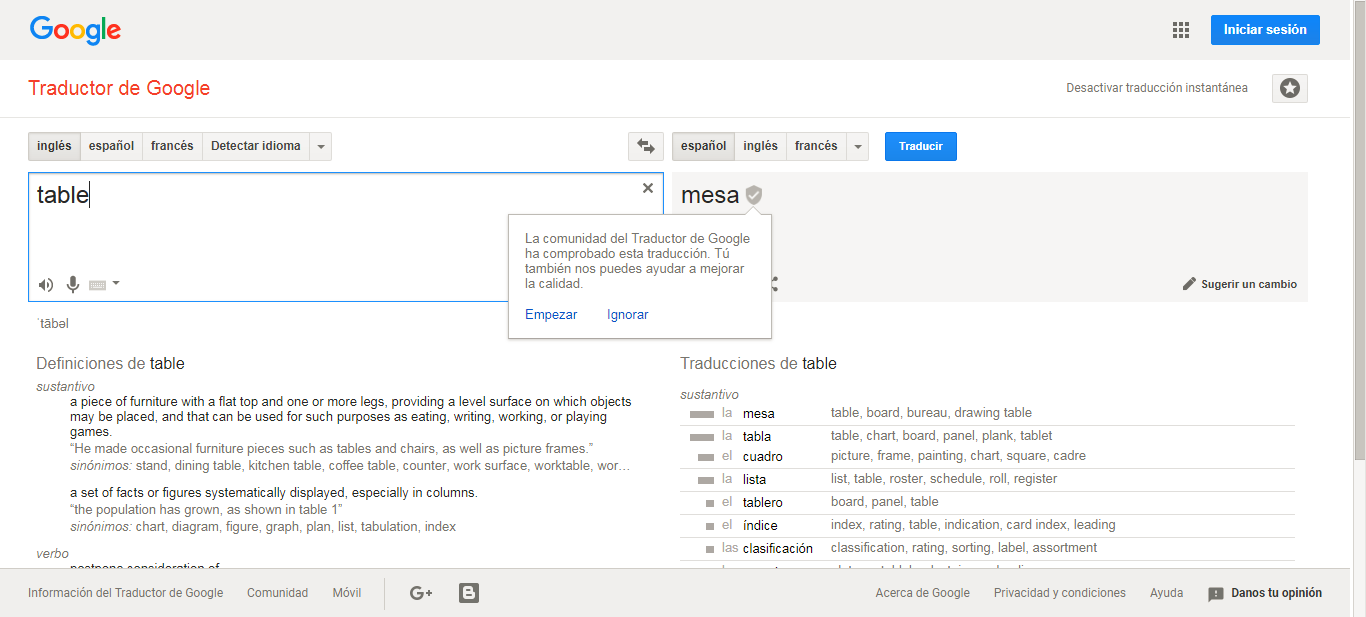 Google
Iniciar sesión
Traductor de Google
Desactivar traducción instantánea
inglés español francés Detectar idioma
español inglés francés Traducir
table
mesa
La comunidad del Traductor de Google
ha comprobado esta traducción. Tú
también nos puedes ayudar a mejorar
la calidad.
Empezar Ignorar
Sugerir un cambio
ˈtābəl
Definiciones de table
sustantivo
a piece of furniture with a flat top and one or more legs, providing a level surface on which objects
may be placed, and that can be used for such purposes as eating, writing, working, or playing
games.
“He made occasional furniture pieces such as tables and chairs, as well as picture frames.”
sinónimos: stand, dining table, kitchen table, coffee table, counter, work surface, worktable, wor…
a set of facts or figures systematically displayed, especially in columns.
“the population has grown, as shown in table 1”
sinónimos: chart, diagram, figure, graph, plan, list, tabulation, index
verbo
postpone consideration of
Traducciones de table
sustantivo
la mesa table, board, bureau, drawing table
la tabla table, chart, board, panel, plank, tablet
el cuadro picture, frame, painting, chart, square, cadre
la lista list, table, roster, schedule, roll, register
el tablero board, panel, table
el índice index, rating, table, indication, card index, leading
las clasificación classification, rating, sorting, label, assortment
Información del Traductor de Google Comunidad Móvil G+ B
Acerca de Google Privacidad y condiciones Ayuda Danos tu opinión